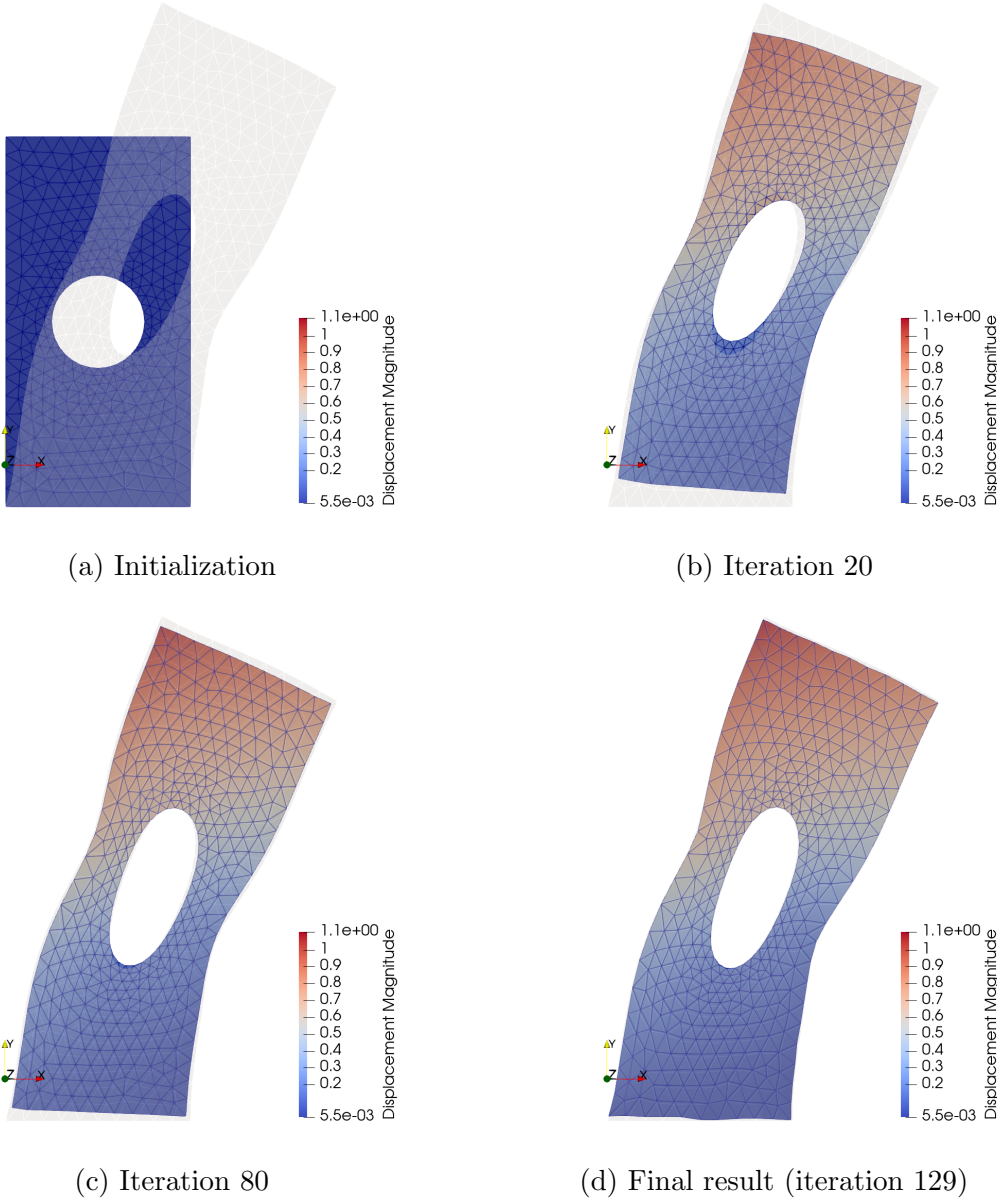 1.1e+00
1
0.9
0.8
0.7
0.6
0.5
0.4
0.3
0.2
5.5e-03
Displacement Magnitude
Y
Z
X
(a) Initialization
1.1e+00
1
0.9
0.8
0.7
0.6
0.5
0.4
0.3
0.2
5.5e-03
Displacement Magnitude
Y
Z
X
(b) Iteration 20
1.1e+00
1
0.9
0.8
0.7
0.6
0.5
0.4
0.3
0.2
5.5e-03
Displacement Magnitude
Y
Z
X
(c) Iteration 80
1.1e+00
1
0.9
0.8
0.7
0.6
0.5
0.4
0.3
0.2
5.5e-03
Displacement Magnitude
Y
Z
X
(d) Final result (iteration 129)